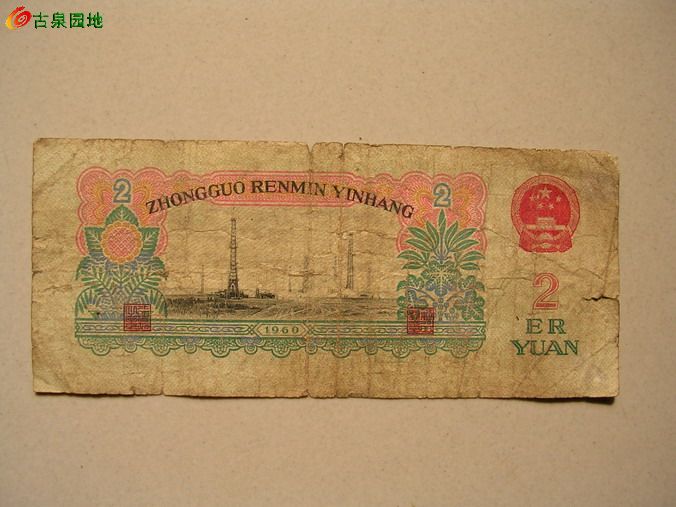 古泉园地
ZHONGGUO RENMIN YINHANG
2
2
2
ER
YUAN
1960